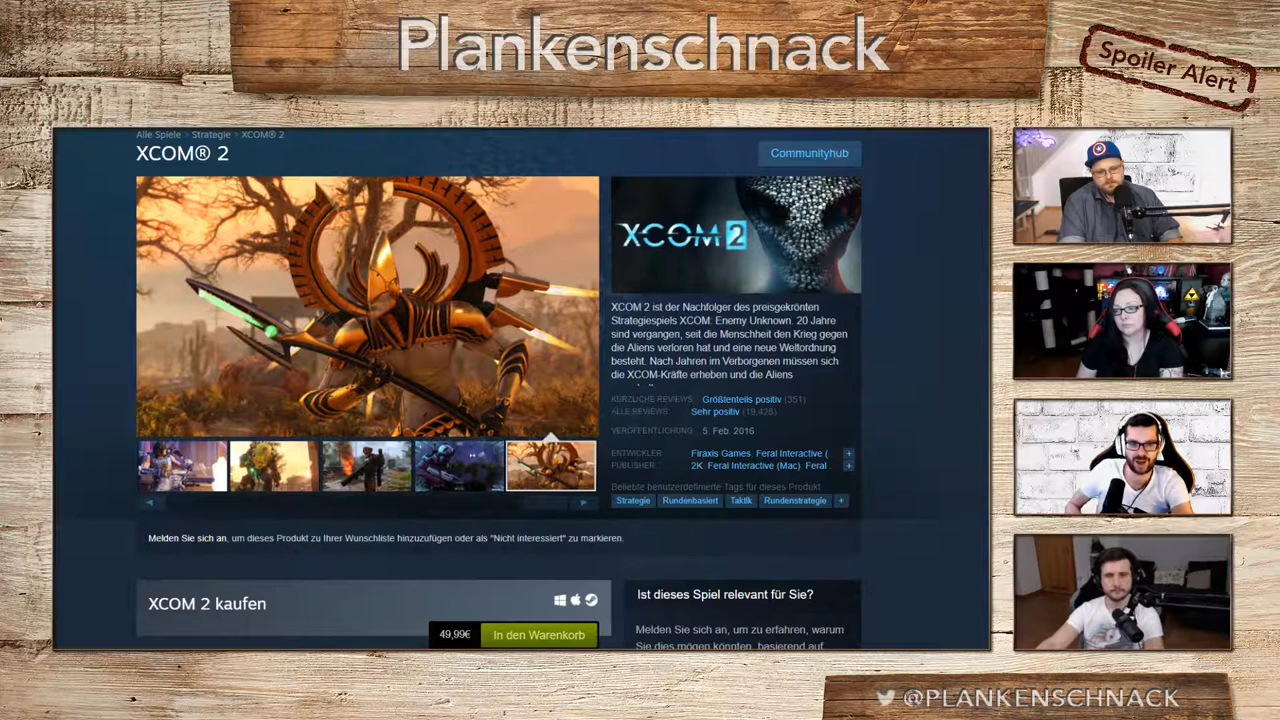 Plankenschnack
Spoiler Alert
Alle Spiele > Strategie > XCOM® 2
XCOM® 2
Communityhub
XCOM 2
XCOM 2 ist der Nachfolger des preisgekrönten
Strategiespiels XCOM: Enemy Unknown. 20 Jahre
sind vergangen, seit die Menschheit den Krieg gegen
die Aliens verloren hat und eine neue Weltordnung
besteht. Nach Jahren im Verborgenen müssen sich
die XCOM-Kräfte erheben und die Aliens
KÜRZLICHE REVIEWS: Größtenteils positiv (351)
ALLE REVIEWS: Sehr positiv (19,428)
VERÖFFENTLICHUNG: 5. Feb. 2016
ENTWICKLER: Firaxis Games, Feral Interactive ( +
PUBLISHER: 2K, Feral Interactive (Mac), Feral +
Beliebte benutzerdefinierte Tags für dieses Produkt
Strategie Rundenbasiert Taktik Rundenstrategie +
Melden Sie sich an, um dieses Produkt zu Ihrer Wunschliste hinzuzufügen oder als "Nicht interessiert" zu markieren.
XCOM 2 kaufen
49,99€ In den Warenkorb
Ist dieses Spiel relevant für Sie?
Melden Sie sich an, um zu erfahren, warum
Sie dies mögen könnten, basierend auf
@PLANKENSCHNACK